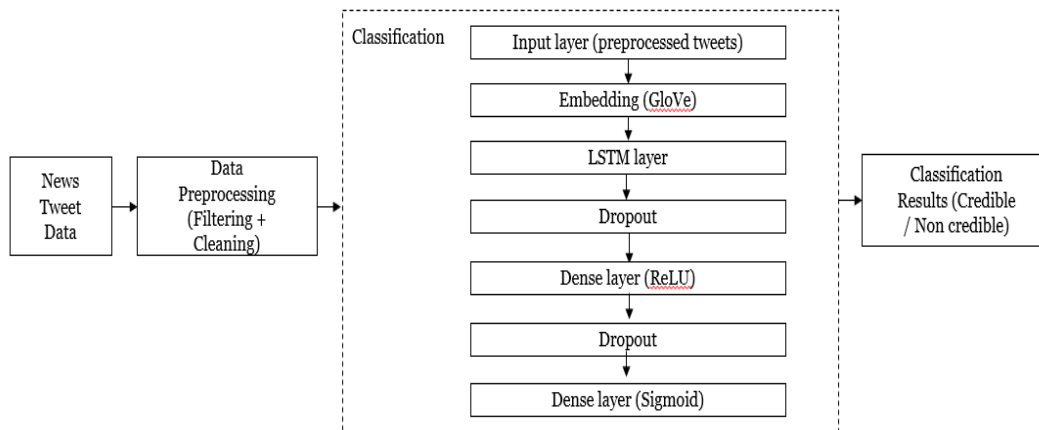 News
Tweet
Data
Data
Preprocessing
(Filtering +
Cleaning)
Classification
Input layer (preprocessed tweets)
Embedding (GloVe)
LSTM layer
Dropout
Dense layer (ReLU)
Dropout
Dense layer (Sigmoid)
Classification
Results (Credible
/ Non credible)